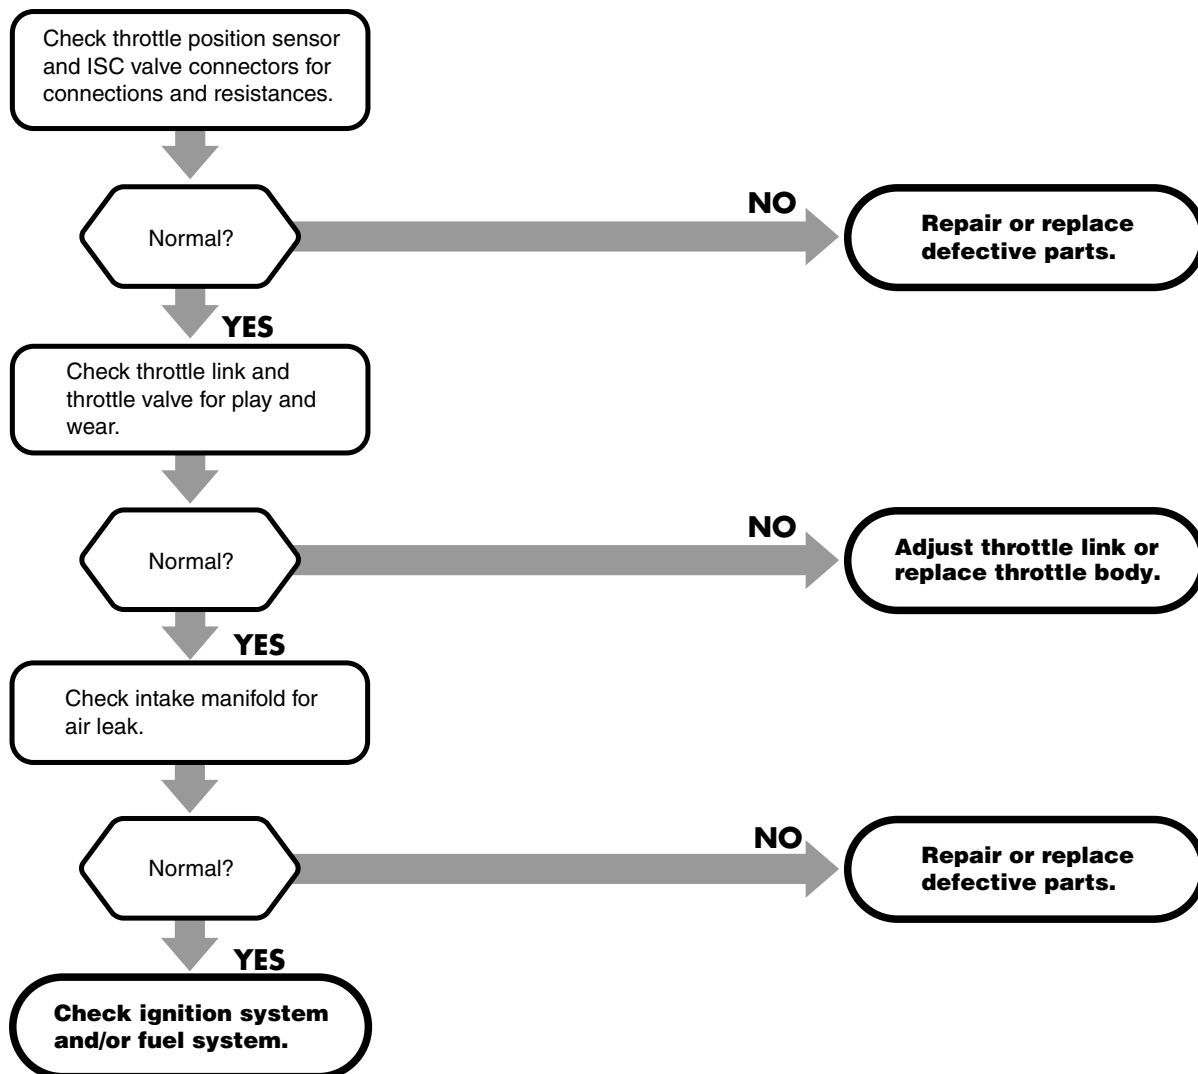 Check throttle position sensor
and ISC valve connectors for
connections and resistances.
Normal?
NO
Repair or replace
defective parts.
YES
Check throttle link and
throttle valve for play and
wear.
Normal?
NO
Adjust throttle link or
replace throttle body.
YES
Check intake manifold for
air leak.
Normal?
NO
Repair or replace
defective parts.
YES
Check ignition system
and/or fuel system.